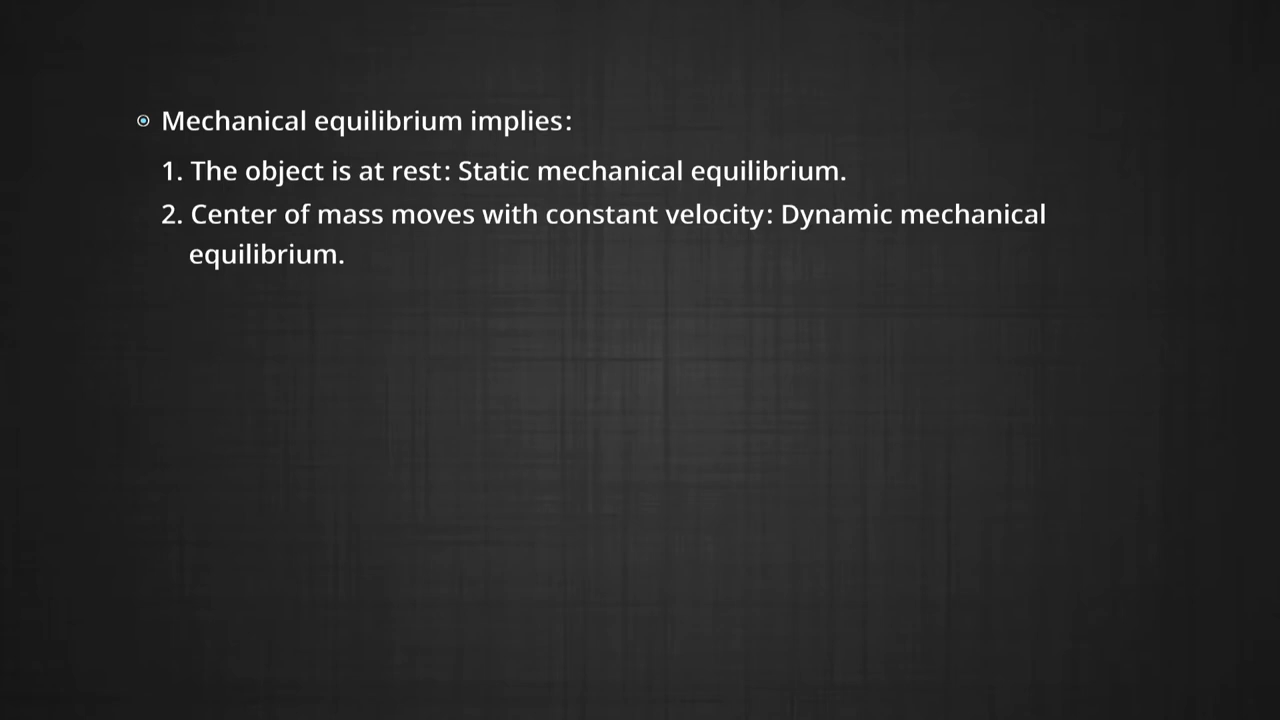 Mechanical equilibrium implies:
1. The object is at rest: Static mechanical equilibrium.
2. Center of mass moves with constant velocity: Dynamic mechanical
equilibrium.